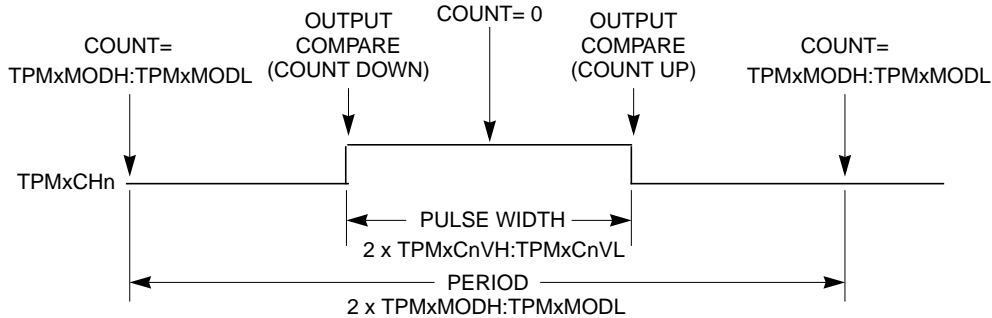 COUNT=
TPMxMODH:TPMxMODL
OUTPUT
COMPARE
(COUNT DOWN)
COUNT= 0
OUTPUT
COMPARE
(COUNT UP)
COUNT=
TPMxMODH:TPMxMODL
TPMxCHn
PULSE WIDTH
2 x TPMxCnVH:TPMxCnVL
PERIOD
2 x TPMxMODH:TPMxMODL